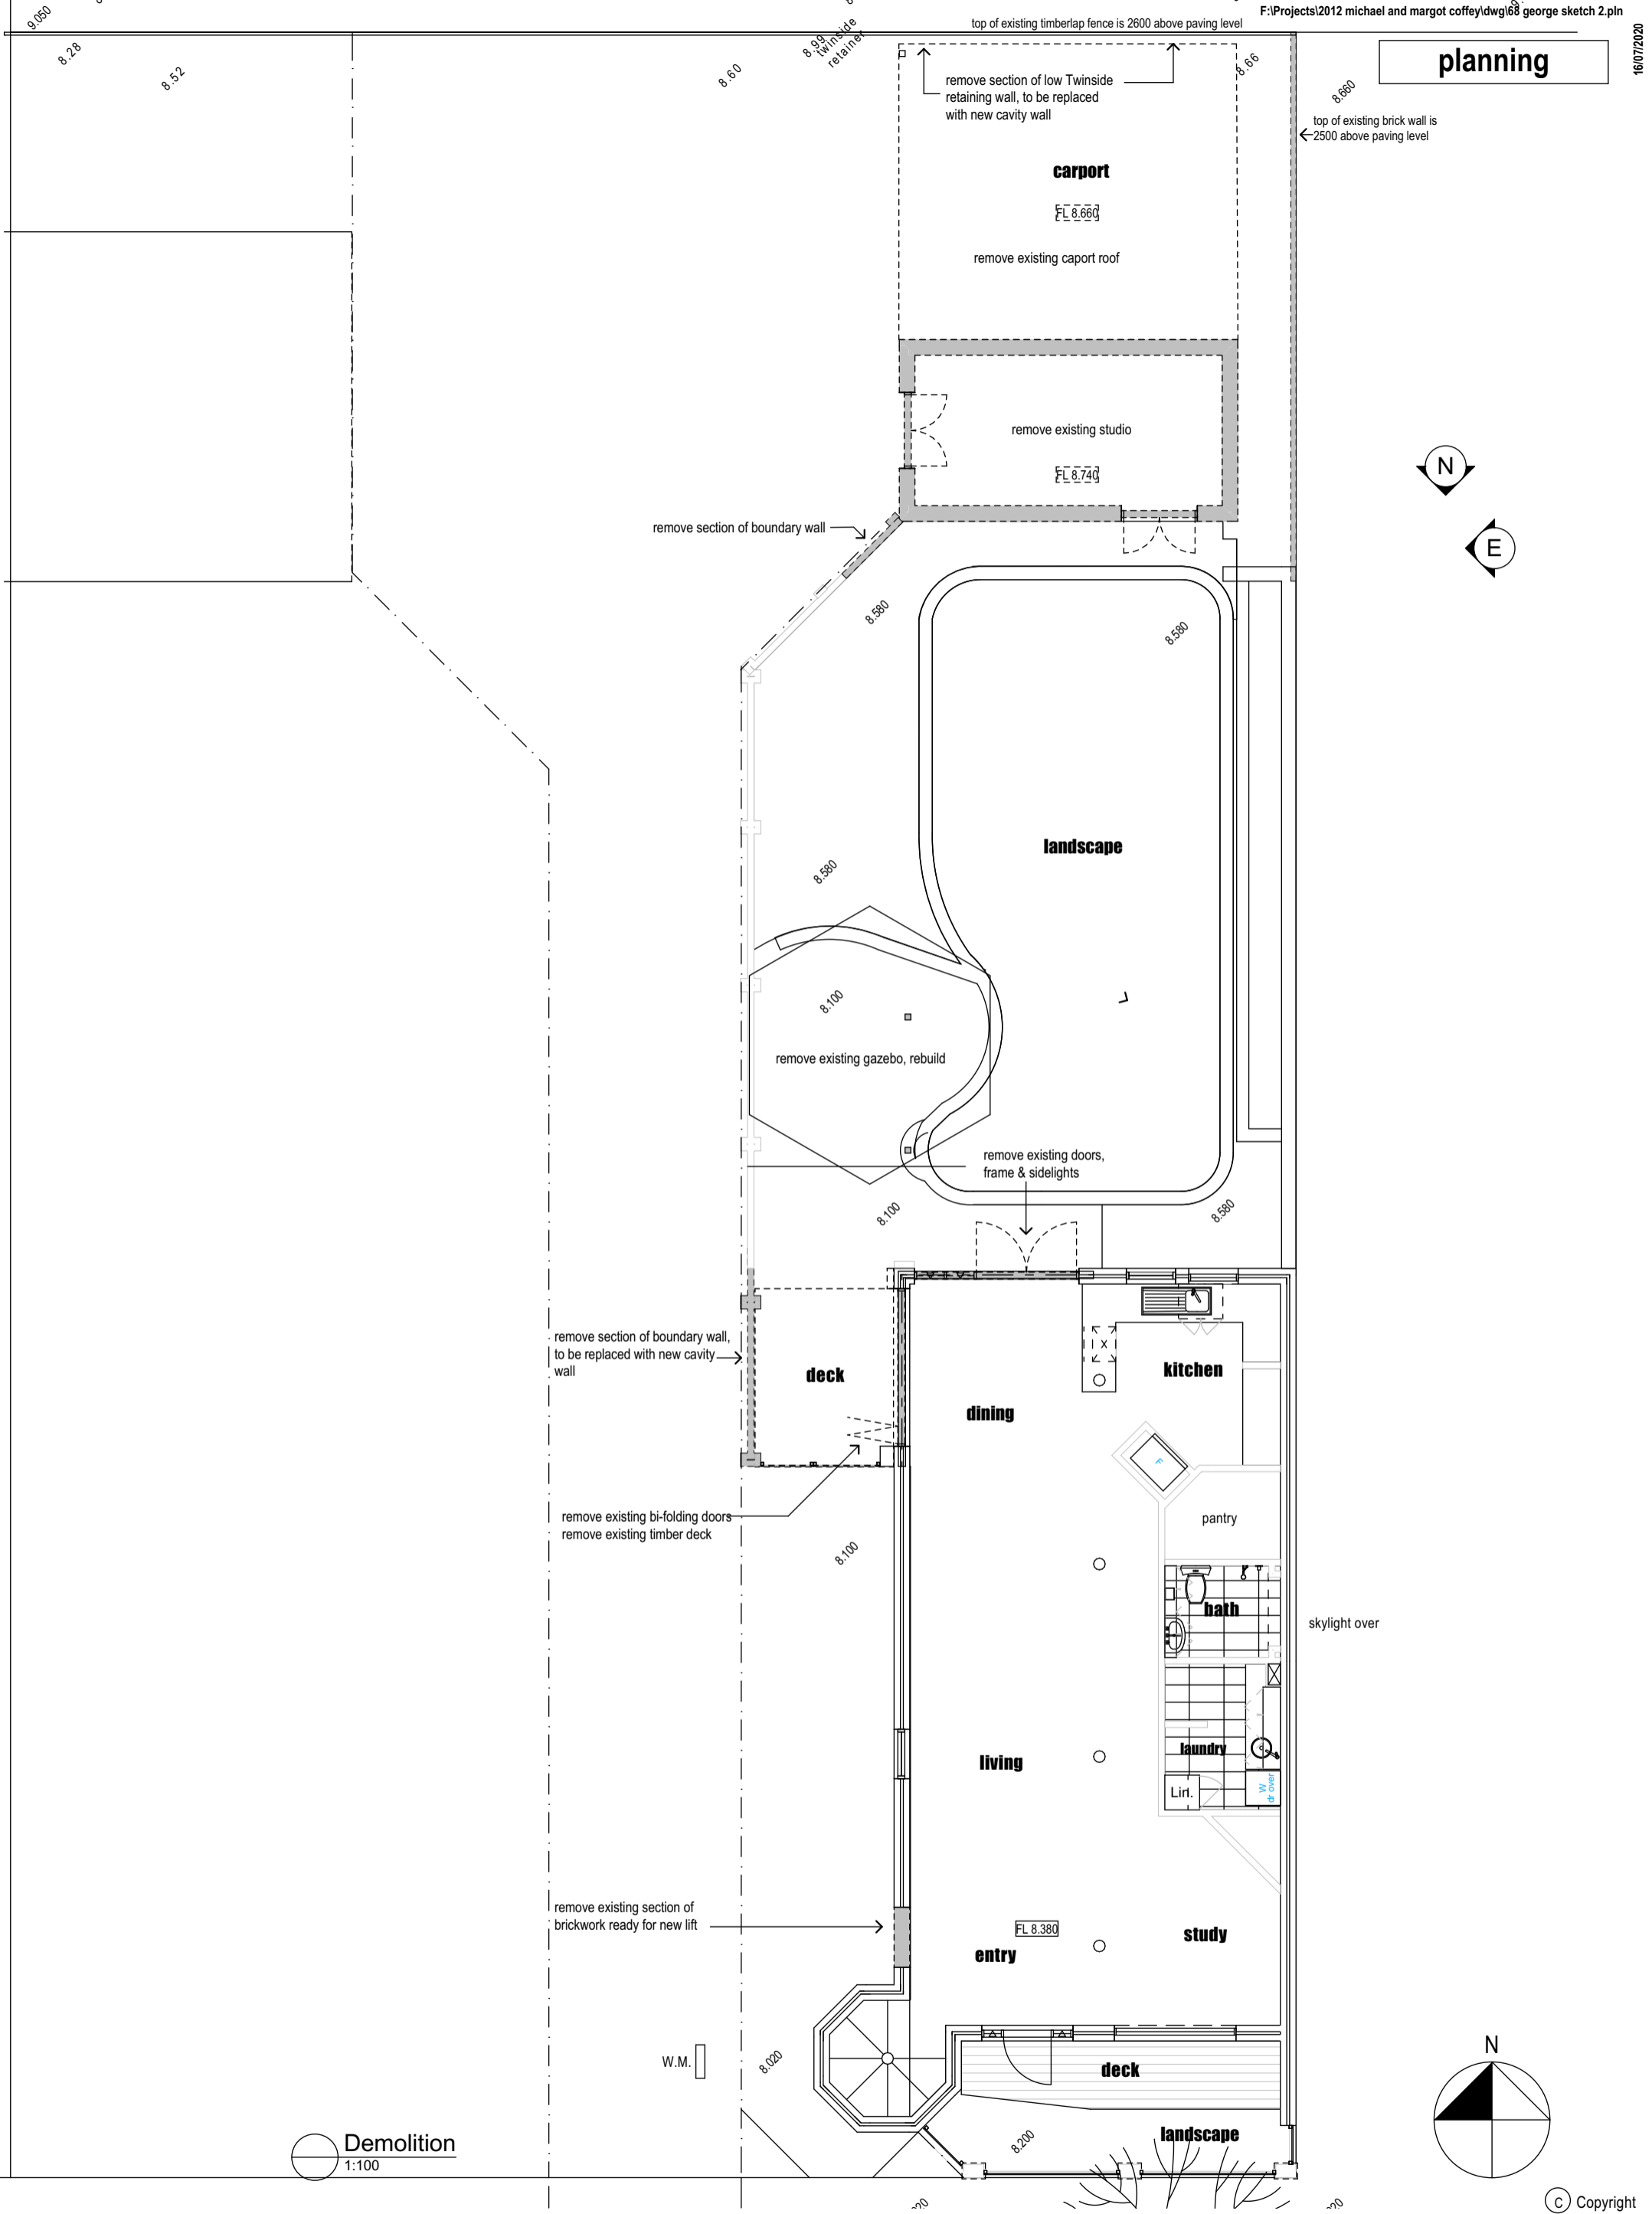 F:\Projects\2012 michael and margot coffey\dwg\68 george sketch 2.pln
16/07/2020
planning
top of existing timberlap fence is 2600 above paving level
9.050
8.28
8.52
8.60
8.99
twinside
retainer
8.66
8.660
remove section of low Twinside
retaining wall, to be replaced
with new cavity wall
top of existing brick wall is
2500 above paving level
carport
FL 8.660
remove existing caport roof
remove existing studio
FL 8.740
N
E
remove section of boundary wall
8.580
8.580
landscape
8.580
8.100
remove existing gazebo, rebuild
remove existing doors,
frame & sidelights
8.100
8.580
remove section of boundary wall,
to be replaced with new cavity
wall
deck
kitchen
dining
F
remove existing bi-folding doors
remove existing timber deck
pantry
8.100
bath
skylight over
laundry
living
Lin.
W
dr over
remove existing section of
brickwork ready for new lift
FL 8.380
study
entry
W.M.
8.020
deck
N
8.200
landscape
Demolition
1:100
C Copyright